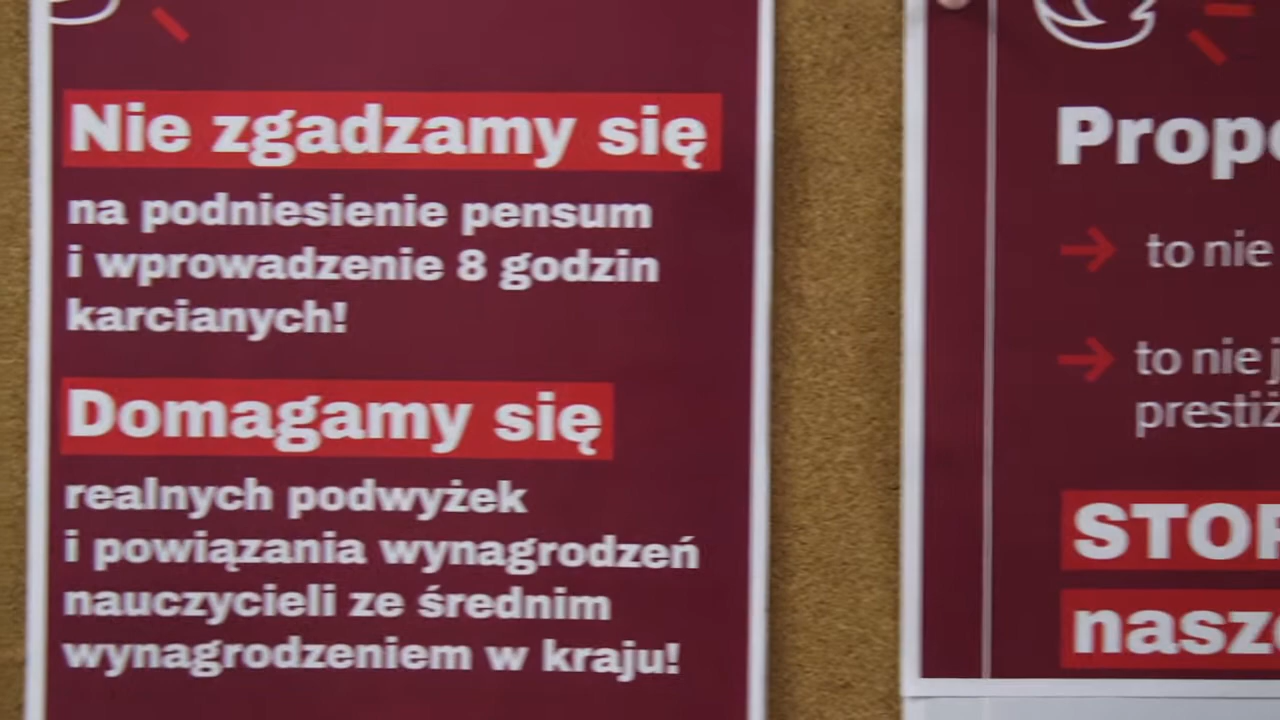 Nie zgadzamy się
na podniesienie pensum
i wprowadzenie 8 godzin
karcianych!
Domagamy się
realnych podwyżek
i powiązania wynagrodzeń
nauczycieli ze średnim
wynagrodzeniem w kraju!
to nie
to nie